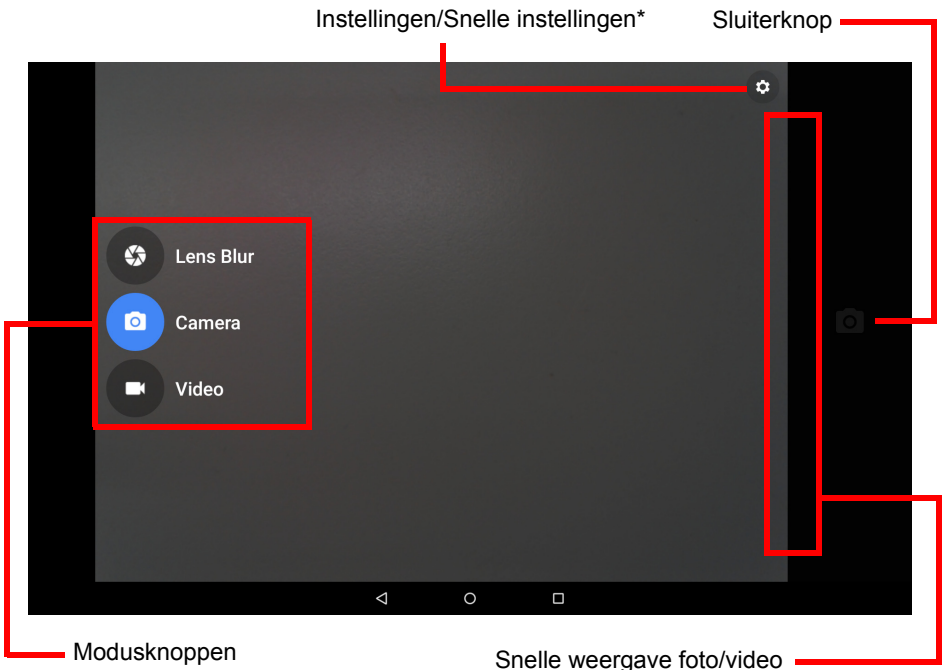 Instellingen/Snelle instellingen*
Sluiterknop
Lens Blur
Camera
Video
Modusknoppen
Snelle weergave foto/video